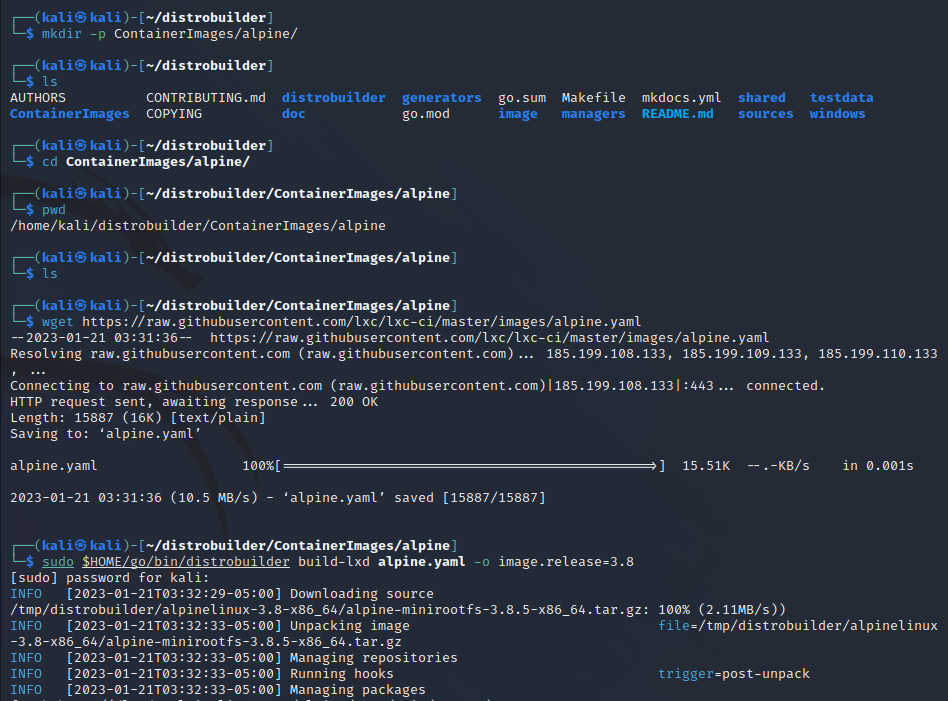 ┌──(kali㉿kali)-[~/distrobuilder]
└─$ mkdir -p ContainerImages/alpine/
┌──(kali㉿kali)-[~/distrobuilder]
└─$ ls
AUTHORS CONTRIBUTING.md distrobuilder generators go.sum Makefile mkdocs.yml shared testdata
ContainerImages COPYING doc go.mod image managers README.md sources windows
┌──(kali㉿kali)-[~/distrobuilder]
└─$ cd ContainerImages/alpine/
┌──(kali㉿kali)-[~/distrobuilder/ContainerImages/alpine]
└─$ pwd
/home/kali/distrobuilder/ContainerImages/alpine
┌──(kali㉿kali)-[~/distrobuilder/ContainerImages/alpine]
└─$ ls
┌──(kali㉿kali)-[~/distrobuilder/ContainerImages/alpine]
└─$ wget https://raw.githubusercontent.com/lxc/lxc-ci/master/images/alpine.yaml
--2023-01-21 03:31:36-- https://raw.githubusercontent.com/lxc/lxc-ci/master/images/alpine.yaml
Resolving raw.githubusercontent.com (raw.githubusercontent.com)... 185.199.108.133, 185.199.109.133, 185.199.110.133
, ...
Connecting to raw.githubusercontent.com (raw.githubusercontent.com)|185.199.108.133|:443... connected.
HTTP request sent, awaiting response... 200 OK
Length: 15887 (16K) [text/plain]
Saving to: ‘alpine.yaml’
alpine.yaml 100%[===================================================>] 15.51K --.-KB/s in 0.001s
2023-01-21 03:31:36 (10.5 MB/s) - ‘alpine.yaml’ saved [15887/15887]
┌──(kali㉿kali)-[~/distrobuilder/ContainerImages/alpine]
└─$ sudo $HOME/go/bin/distrobuilder build-lxd alpine.yaml -o image.release=3.8
[sudo] password for kali:
INFO [2023-01-21T03:32:29-05:00] Downloading source
/tmp/distrobuilder/alpinelinux-3.8-x86_64/alpine-minirootfs-3.8.5-x86_64.tar.gz: 100% (2.11MB/s))
INFO [2023-01-21T03:32:33-05:00] Unpacking image file=/tmp/distrobuilder/alpinelinux
-3.8-x86_64/alpine-minirootfs-3.8.5-x86_64.tar.gz
INFO [2023-01-21T03:32:33-05:00] Managing repositories
INFO [2023-01-21T03:32:33-05:00] Running hooks trigger=post-unpack
INFO [2023-01-21T03:32:33-05:00] Managing packages